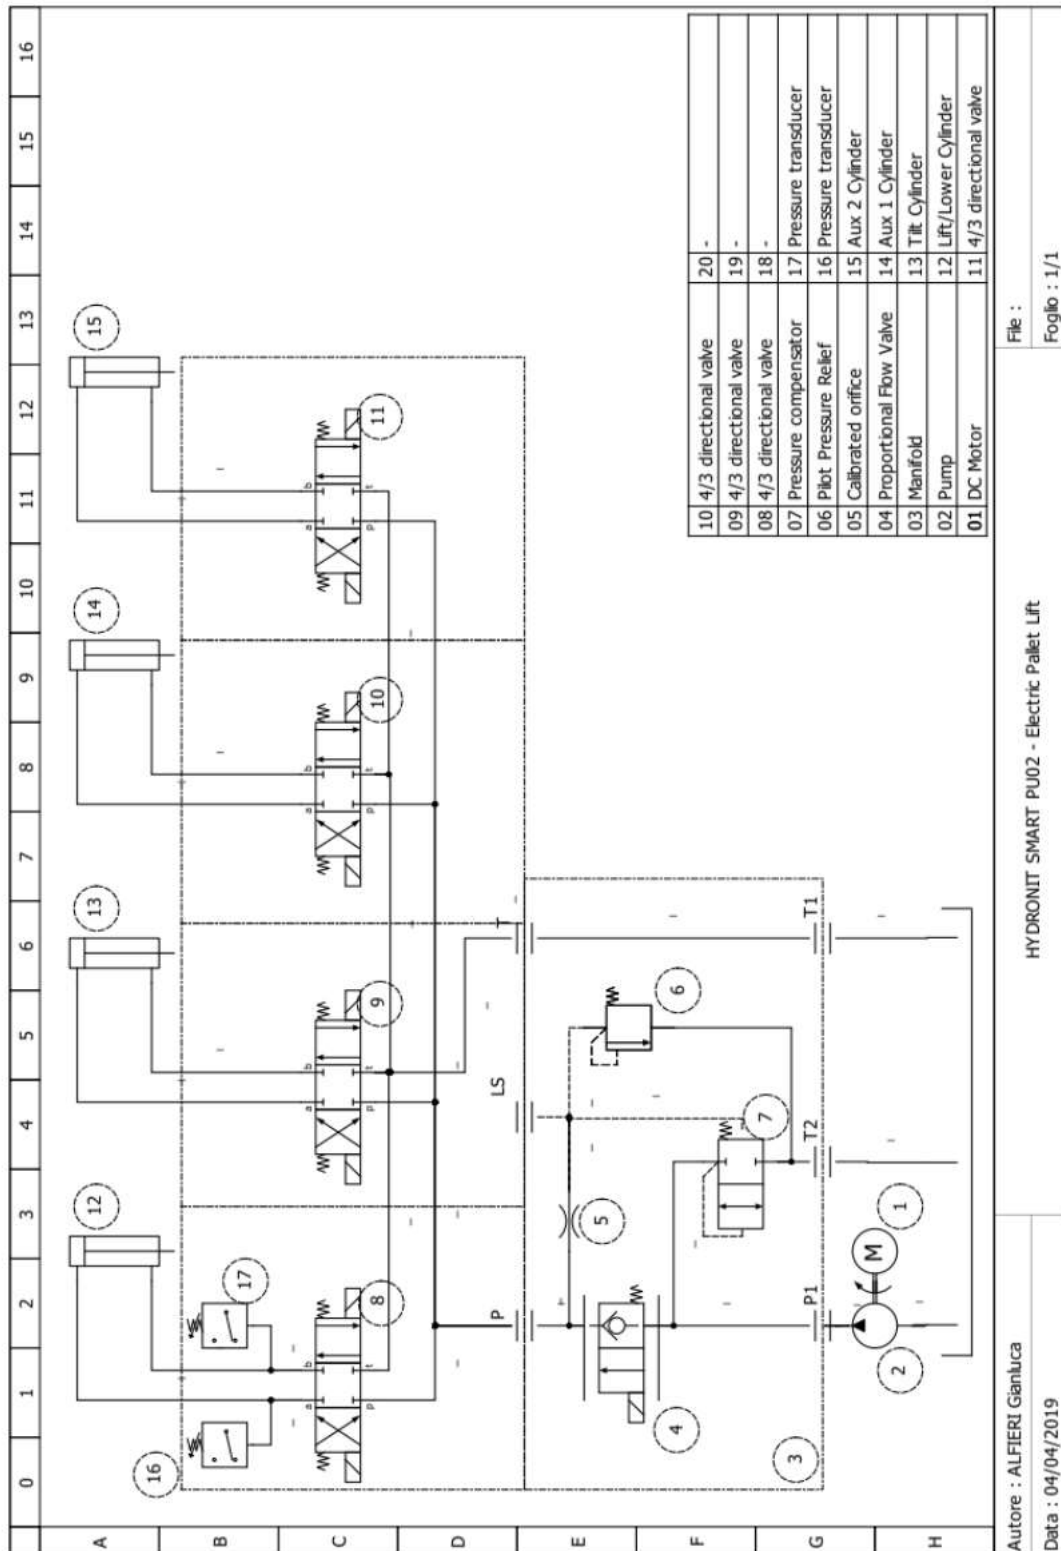 0 1 2 3 4 5 6 7 8 9 10 11 12 13 14 15 16
A
B
C
D
E
F
G
H
12
13
14
15
16
17
a b
p t
8
a b
p t
9
a b
p t
10
a b
p t
11
P
LS
T
4
5
6
7
3
P1
T2
T1
M
1
2
10 4/3 directional valve 20 -
09 4/3 directional valve 19 -
08 4/3 directional valve 18 -
07 Pressure compensator 17 Pressure transducer
06 Pilot Pressure Relief 16 Pressure transducer
05 Calibrated orifice 15 Aux 2 Cylinder
04 Proportional Flow Valve 14 Aux 1 Cylinder
03 Manifold 13 Tilt Cylinder
02 Pump 12 Lift/Lower Cylinder
01 DC Motor 11 4/3 directional valve
Autore : ALFIERI Gianluca
Data : 04/04/2019
HYDRONIT SMART PU02 - Electric Pallet Lift
File :
Foglio : 1/1